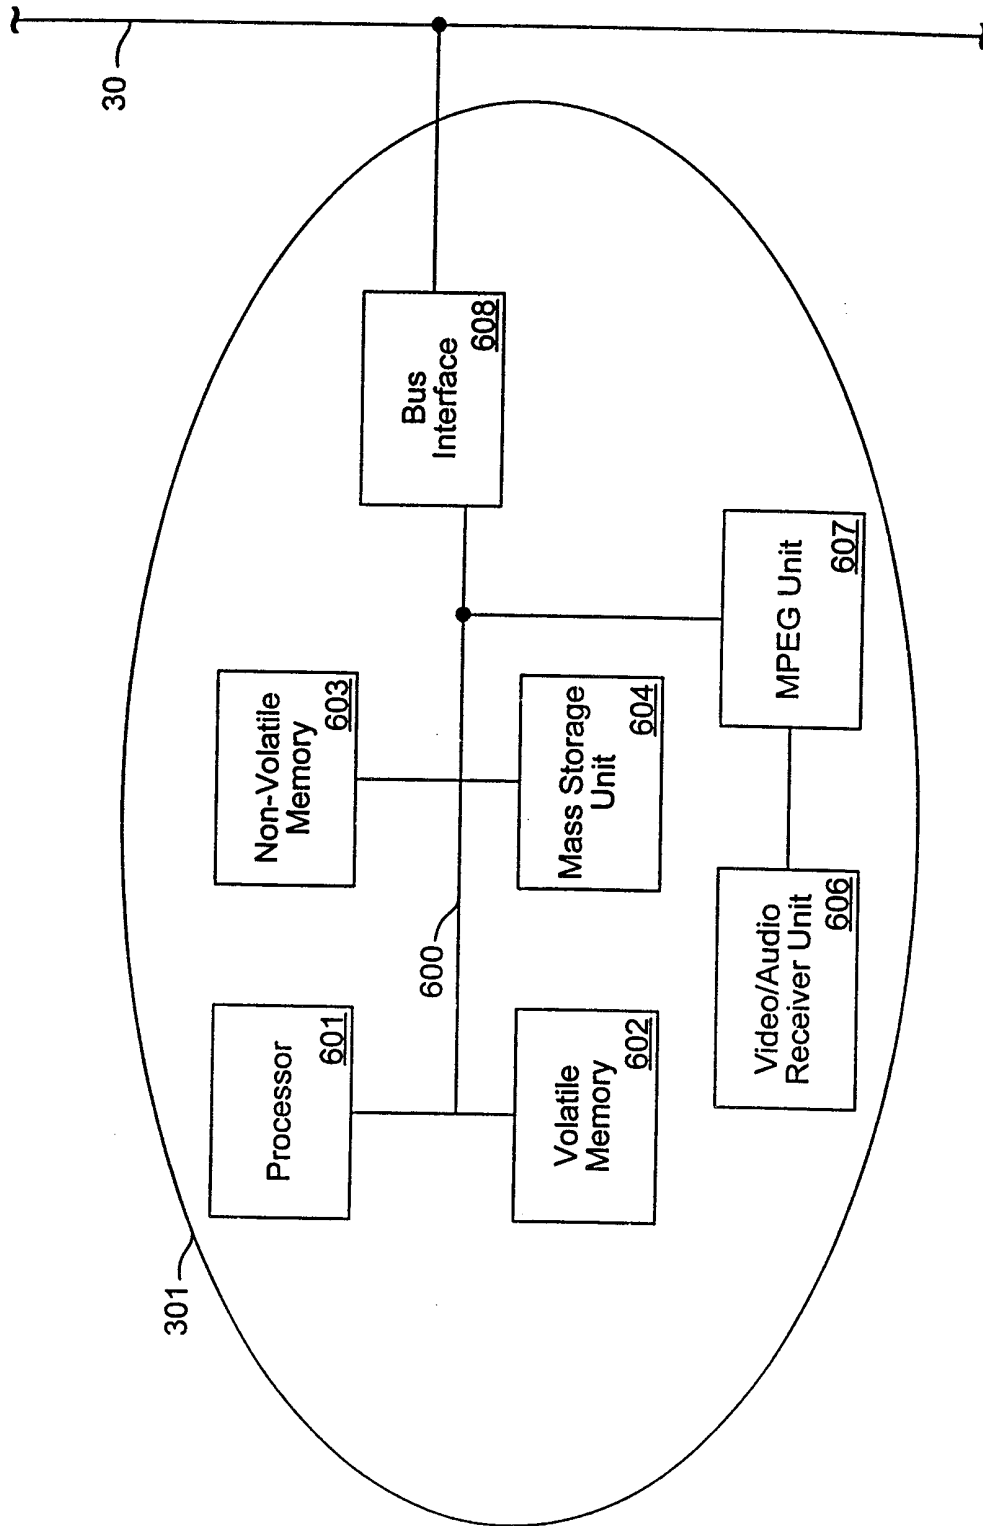 30
301
Processor
601
Non-Volatile
Memory
603
Bus
Interface
608
600
Volatile
Memory
602
Mass Storage
Unit
604
Video/Audio
Receiver Unit
606
MPEG Unit
607